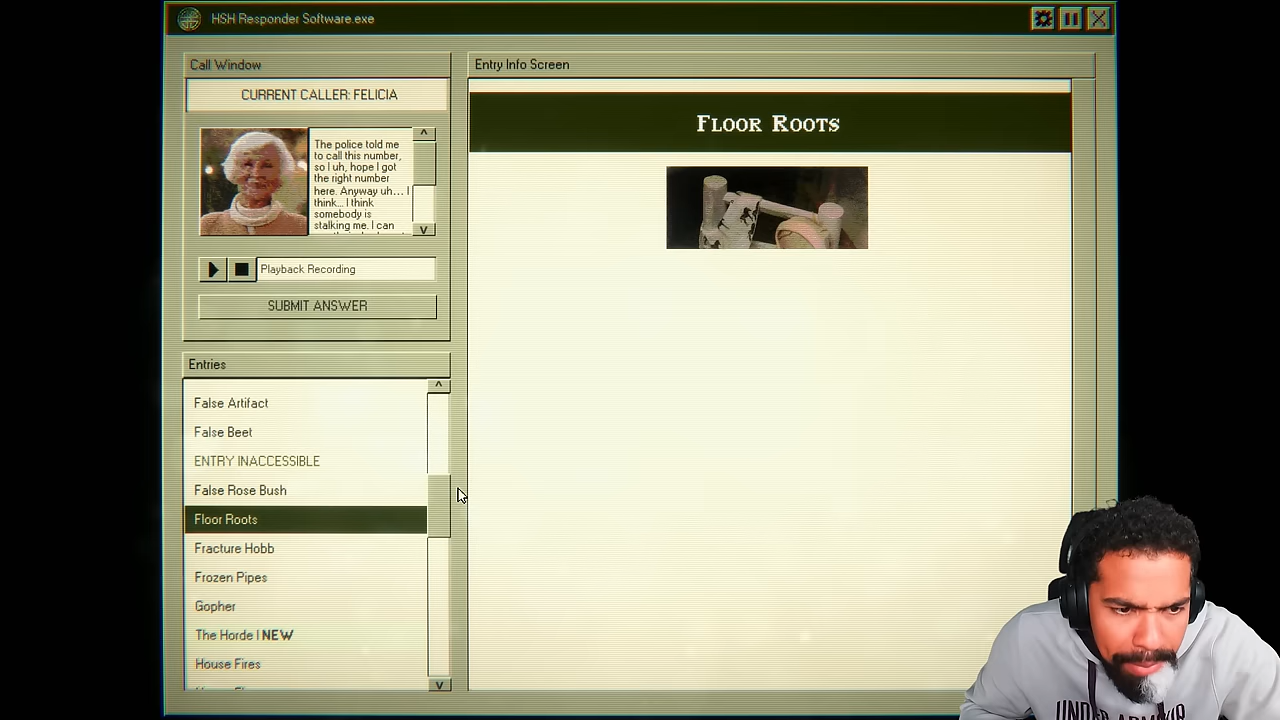 HSH Responder Software.exe
Call Window
CURRENT CALLER: FELICIA
The police told me
to call this number,
so I uh, hope I got
the right number
here. Anyway uh... I
think... I think
somebody is
stalking me. I can
Playback Recording
SUBMIT ANSWER
Entries
False Artifact
False Beet
ENTRY INACCESSIBLE
False Rose Bush
Floor Roots
Fracture Hobb
Frozen Pipes
Gopher
The Horde | NEW
House Fires
Entry Info Screen
Floor Roots
UNDER ARMOUR